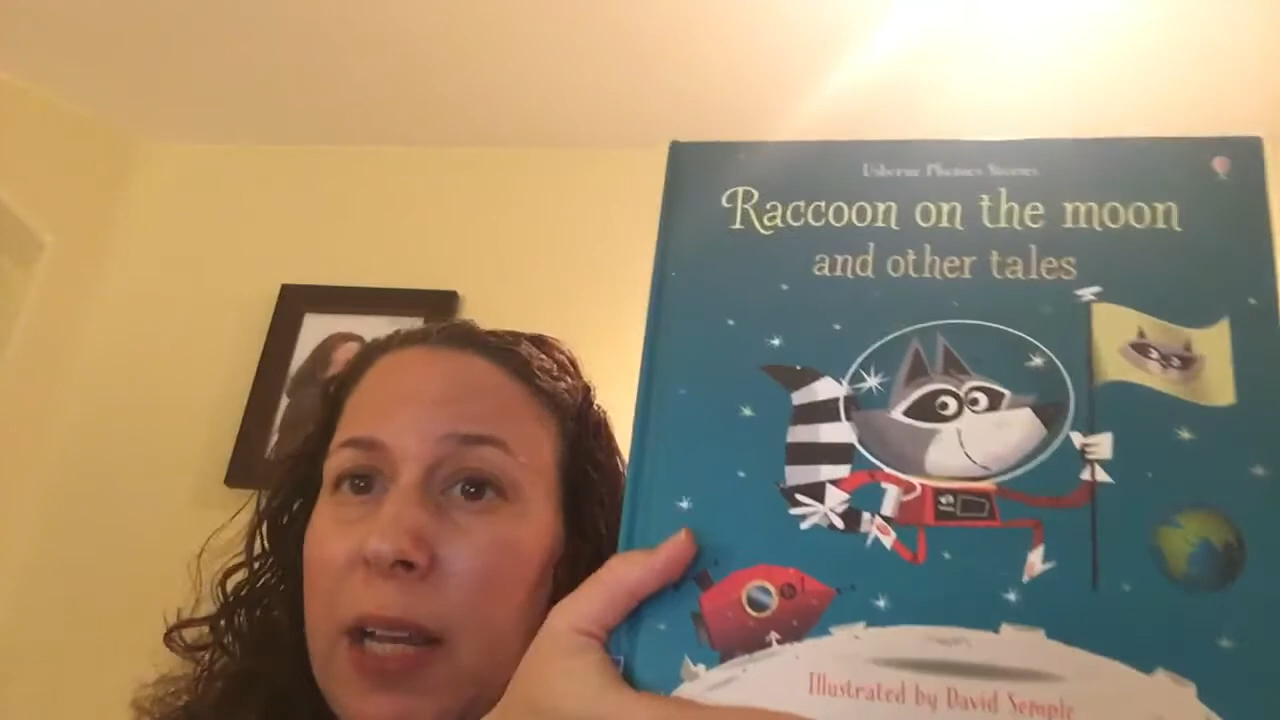 Usborne Phonics Stories
Raccoon on the moon
and other tales
Illustrated by David Semple